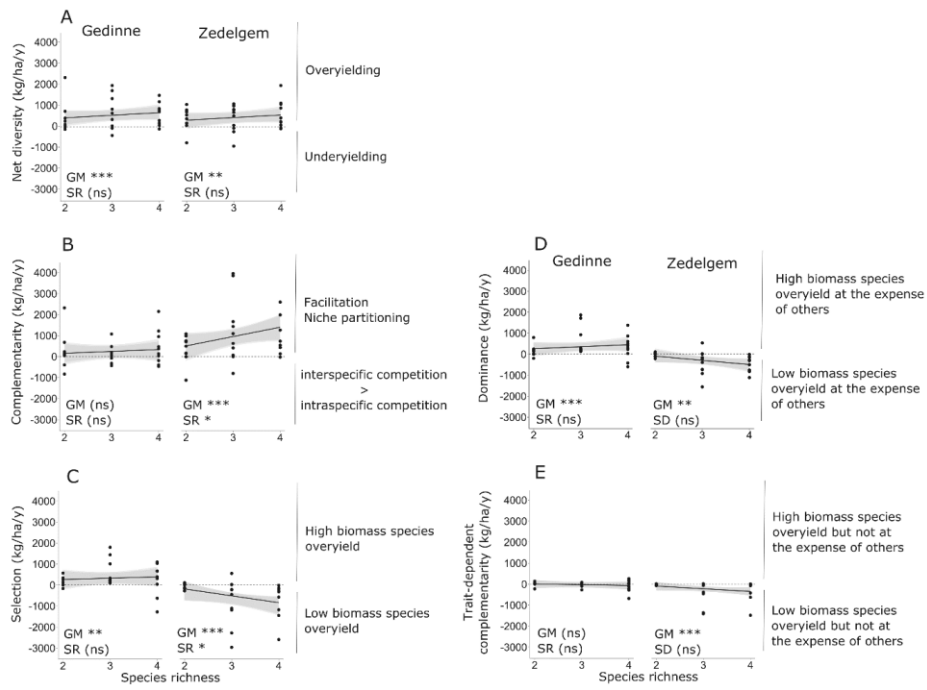 A
Gedinne
Zedelgem
Net diversity (kg/ha/y)
4000
3000
2000
1000
0
-1000
-2000
-3000
GM ***
SR (ns)
GM **
SR (ns)
2
3
4
2
3
4
Overyielding
Underyielding
B
Complementarity (kg/ha/y)
4000
3000
2000
1000
0
-1000
-2000
-3000
GM (ns)
SR (ns)
GM ***
SR *
2
3
4
2
3
4
Facilitation
Niche partitioning
interspecific competition
>
intraspecific competition
C
Selection (kg/ha/y)
4000
3000
2000
1000
0
-1000
-2000
-3000
GM **
SR (ns)
GM ***
SR *
2
3
4
2
3
4
Species richness
High biomass species
overyield
Low biomass species
overyield
D
Gedinne
Zedelgem
Dominance (kg/ha/y)
4000
3000
2000
1000
0
-1000
-2000
-3000
GM ***
SR (ns)
GM **
SD (ns)
2
3
4
2
3
4
High biomass species
overyield at the expense
of others
Low biomass species
overyield at the expense
of others
E
Trait-dependent
complementarity (kg/ha/y)
4000
3000
2000
1000
0
-1000
-2000
-3000
GM (ns)
SR (ns)
GM ***
SD (ns)
2
3
4
2
3
4
Species richness
High biomass species
overyield but not at
the expense of others
Low biomass species
overyield but not at
the expense of others